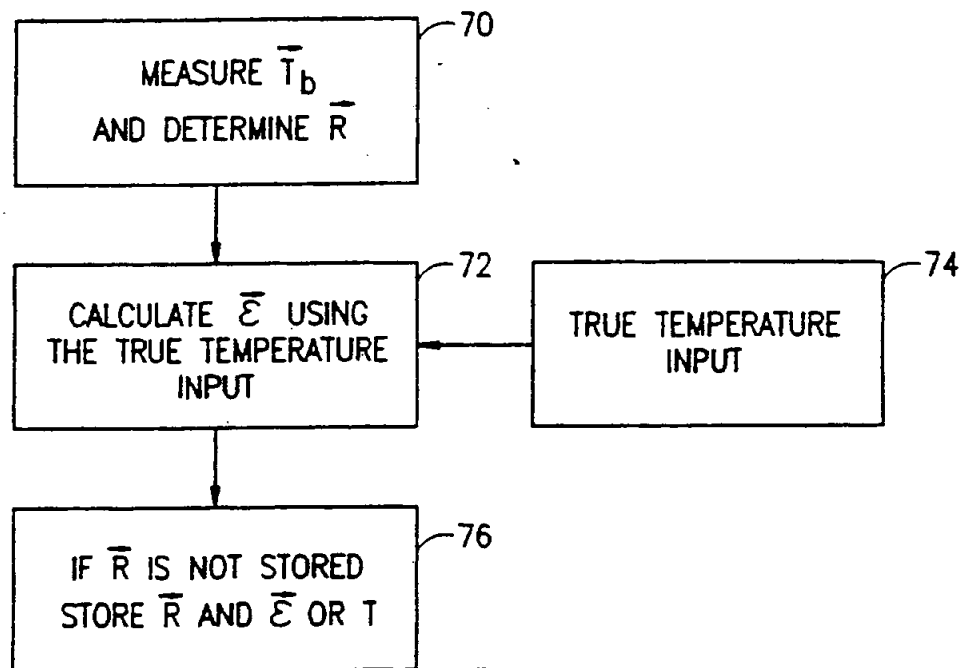 70
MEASURE T⃗b
AND DETERMINE R⃗
72
CALCULATE ε⃗ USING
THE TRUE TEMPERATURE
INPUT
74
TRUE TEMPERATURE
INPUT
76
IF R⃗ IS NOT STORED
STORE R⃗ AND ε⃗ OR T